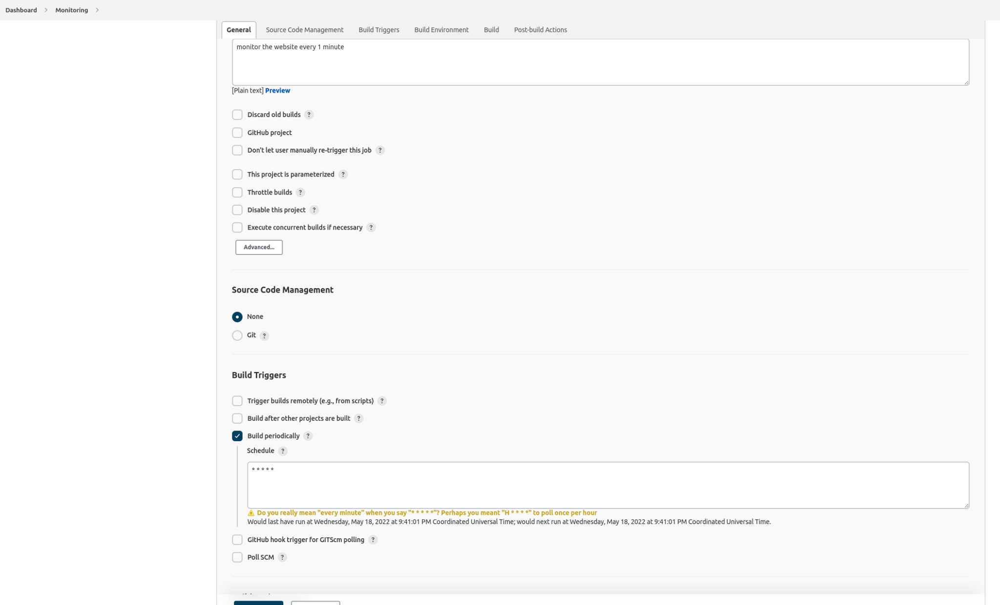 Dashboard > Monitoring >
General Source Code Management Build Triggers Build Environment Build Post-build Actions
monitor the website every 1 minute
[Plain text] Preview
Discard old builds ?
GitHub project
Don't let user manually re-trigger this job ?
This project is parameterized ?
Throttle builds ?
Disable this project ?
Execute concurrent builds if necessary ?
Advanced...
Source Code Management
None
Git ?
Build Triggers
Trigger builds remotely (e.g., from scripts) ?
Build after other projects are built ?
Build periodically ?
Schedule ?
* * * * *
Do you really mean "every minute" when you say "* * * * *"? Perhaps you meant "H * * * *" to poll once per hour
Would last have run at Wednesday, May 18, 2022 at 9:41:01 PM Coordinated Universal Time; would next run at Wednesday, May 18, 2022 at 9:41:01 PM Coordinated Universal Time.
GitHub hook trigger for GITScm polling ?
Poll SCM ?